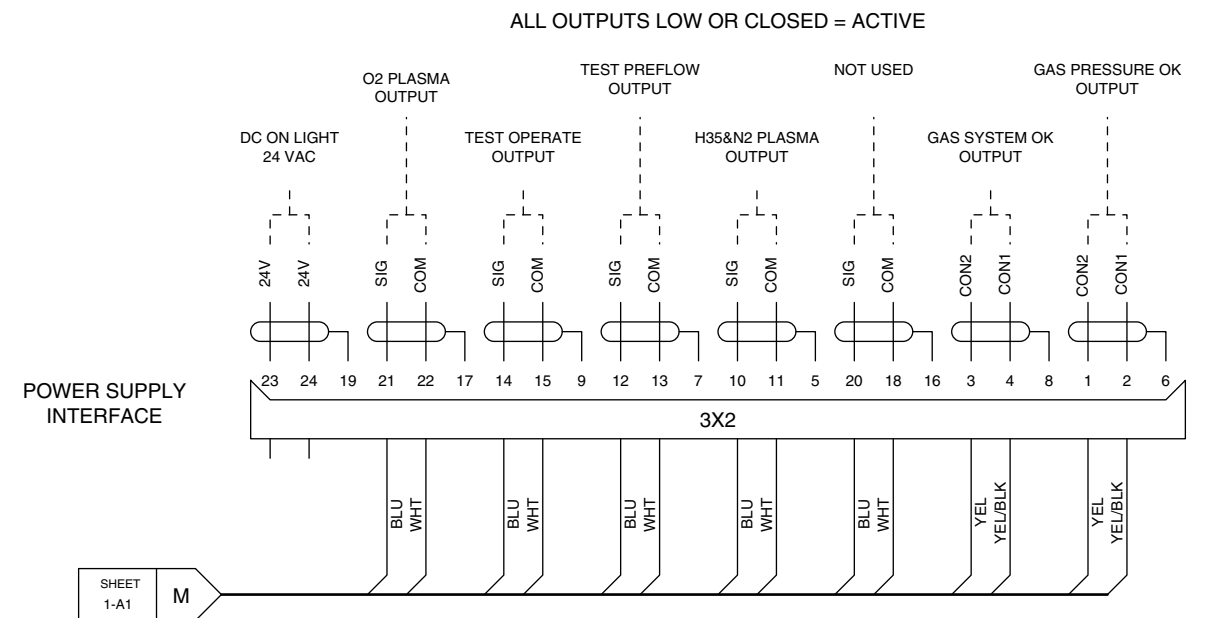 ALL OUTPUTS LOW OR CLOSED = ACTIVE
O2 PLASMA
OUTPUT
TEST PREFLOW
OUTPUT
NOT USED
GAS PRESSURE OK
OUTPUT
DC ON LIGHT
24 VAC
TEST OPERATE
OUTPUT
H35&N2 PLASMA
OUTPUT
GAS SYSTEM OK
OUTPUT
24V 24V SIG COM SIG COM SIG COM SIG COM SIG COM CON2 CON1 CON2 CON1
23 24 19 21 22 17 14 15 9 12 13 7 10 11 5 20 18 16 3 4 8 1 2 6
POWER SUPPLY
INTERFACE
3X2
BLU WHT BLU WHT BLU WHT BLU WHT BLU WHT YEL YEL/BLK YEL YEL/BLK
SHEET
1-A1
M